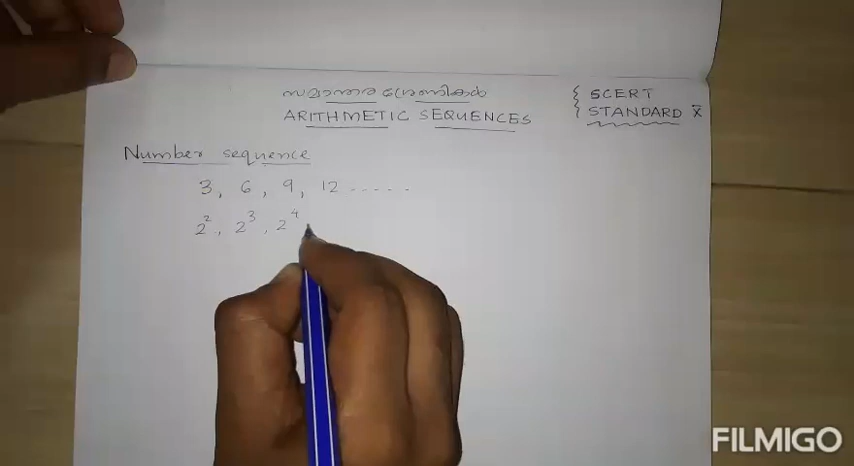 സമാന്തര ശ്രേണികൾ
ARITHMETIC SEQUENCES
SCERT
STANDARD X
Number sequence
3, 6, 9, 12 .....
2², 2³, 2⁴
FILMIGO